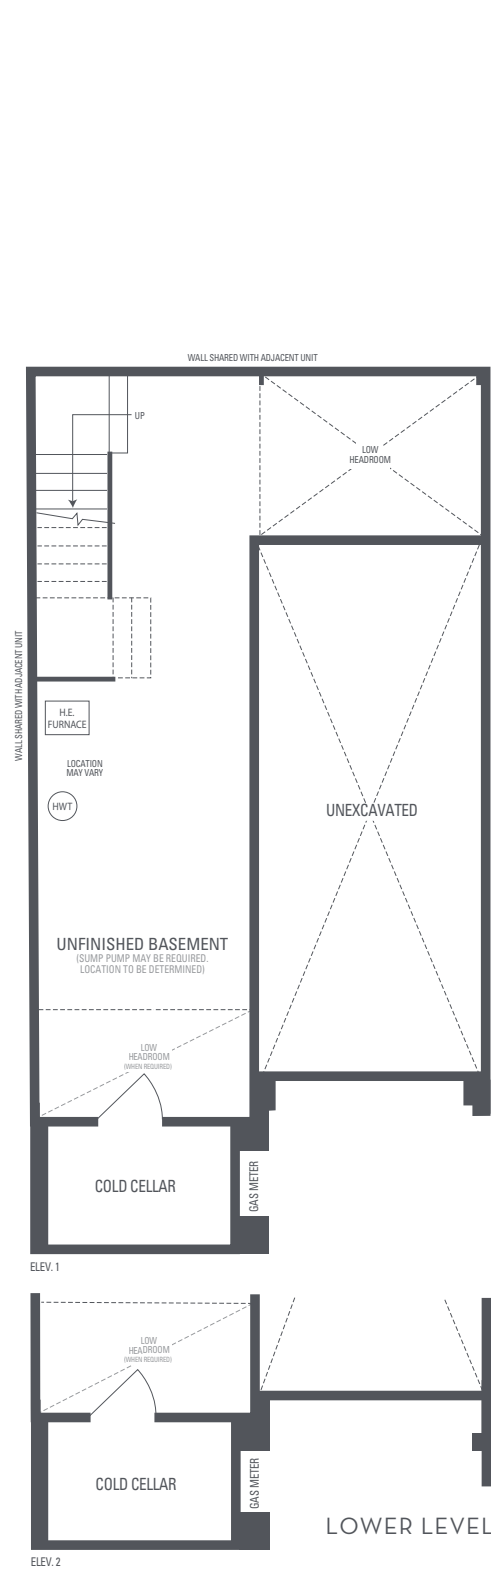 WALL SHARED WITH ADJACENT UNIT
UP
LOW
HEADROOM
WALL SHARED WITH ADJACENT UNIT
H.E.
FURNACE
LOCATION
MAY VARY
HWT
UNEXCAVATED
UNFINISHED BASEMENT
(SUMP PUMP MAY BE REQUIRED.
LOCATION TO BE DETERMINED)
LOW
HEADROOM
(WHEN REQUIRED)
COLD CELLAR
GAS METER
ELEV. 1
LOW
HEADROOM
(WHEN REQUIRED)
COLD CELLAR
GAS METER
LOWER LEVEL
ELEV. 2